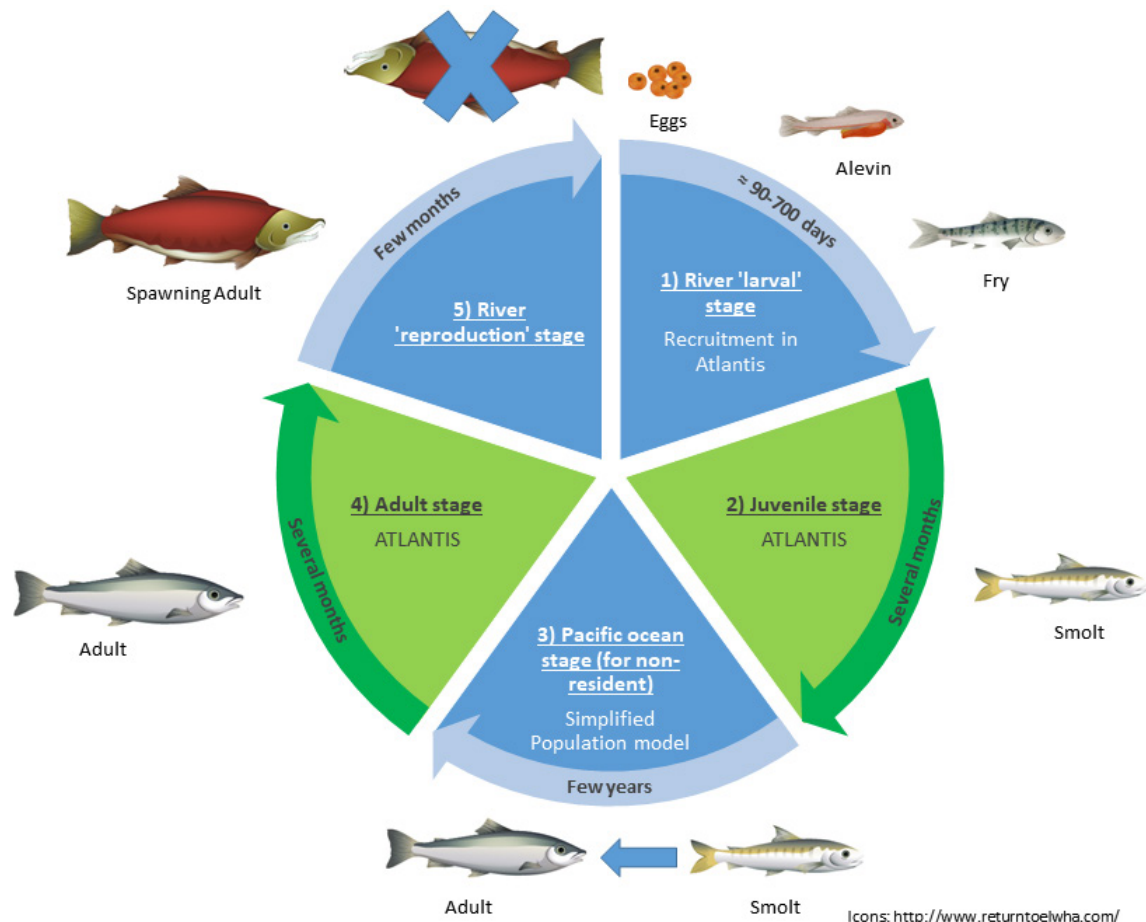 Eggs
Alevin
Fry
Spawning Adult
Few months
≈ 90-700 days
1) River 'larval'
stage
Recruitment in
Atlantis
5) River
'reproduction' stage
4) Adult stage
ATLANTIS
2) Juvenile stage
ATLANTIS
Several months
Several months
Adult
Smolt
3) Pacific ocean
stage (for non-
resident)
Simplified
Population model
Few years
Adult
Smolt
Icons: http://www.returntoelwha.com/